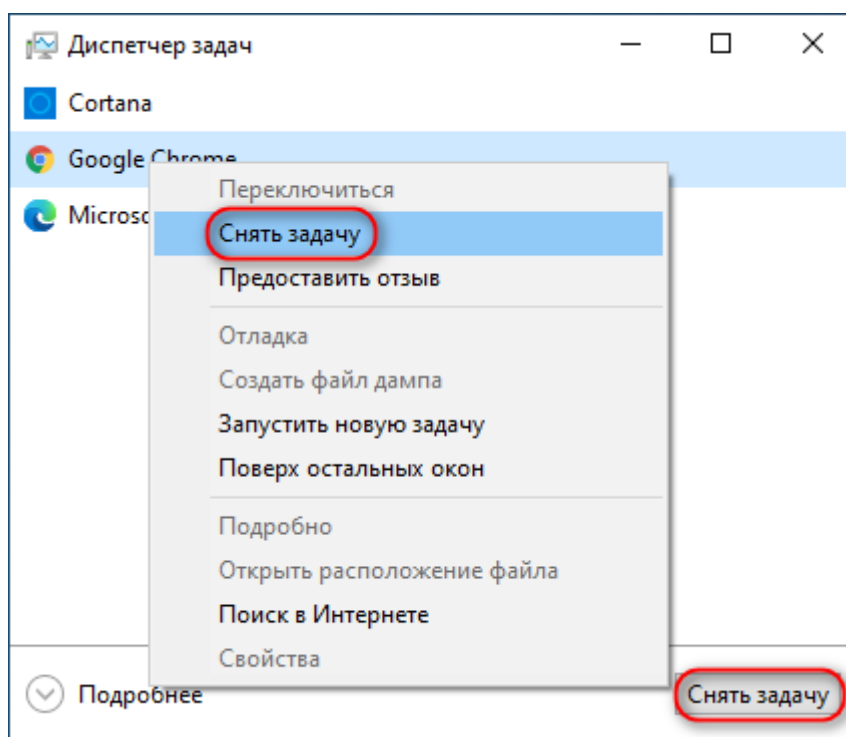 Диспетчер задач
Cortana
Google Chrome
Microsc
Переключиться
Снять задачу
Предоставить отзыв
Отладка
Создать файл дампа
Запустить новую задачу
Поверх остальных окон
Подробно
Открыть расположение файла
Поиск в Интернете
Свойства
Подробнее
Снять задачу